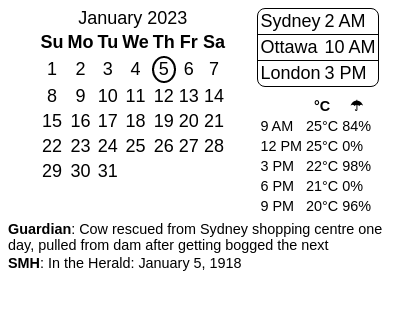 January 2023
Su Mo Tu We Th Fr Sa
1 2 3 4 5 6 7
8 9 10 11 12 13 14
15 16 17 18 19 20 21
22 23 24 25 26 27 28
29 30 31
Sydney 2 AM
Ottawa 10 AM
London 3 PM
°C ☂
9 AM 25°C 84%
12 PM 25°C 0%
3 PM 22°C 98%
6 PM 21°C 0%
9 PM 20°C 96%
Guardian: Cow rescued from Sydney shopping centre one
day, pulled from dam after getting bogged the next
SMH: In the Herald: January 5, 1918